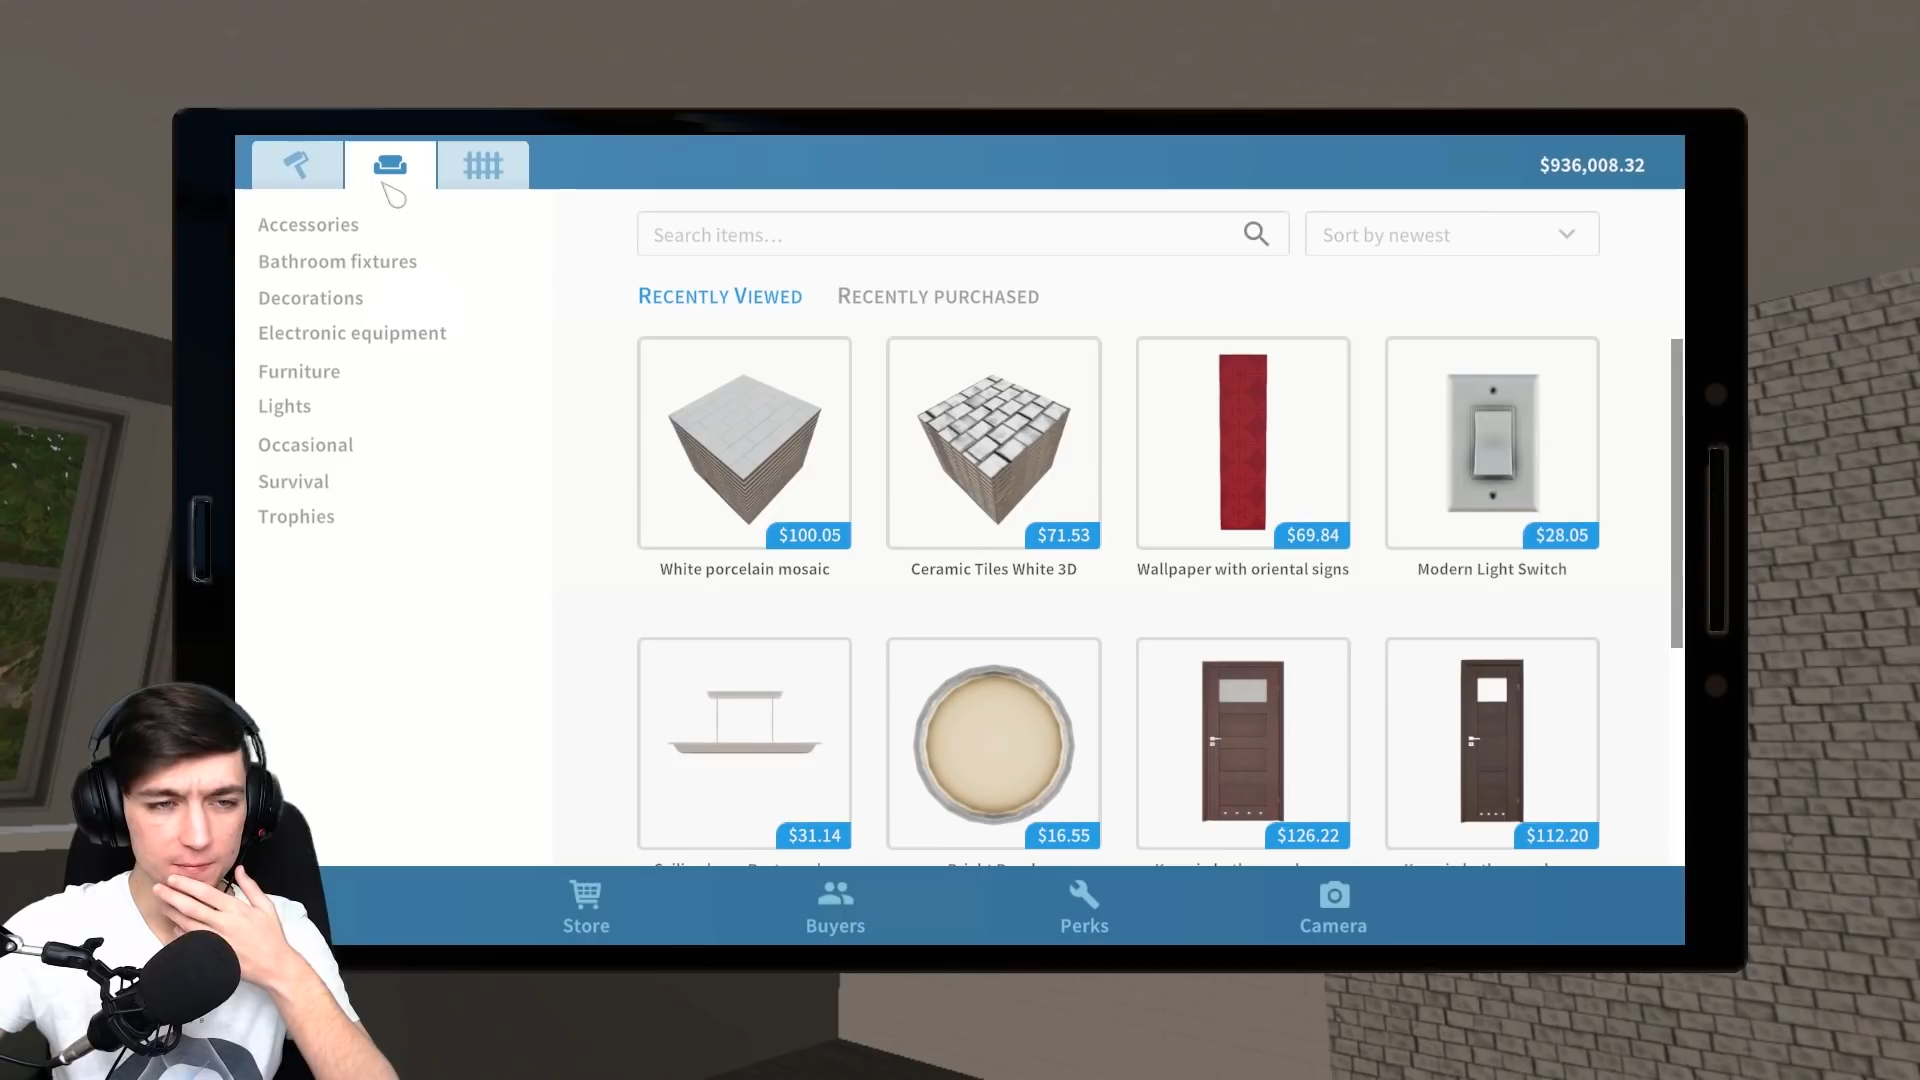 $936,008.32
Accessories
Bathroom fixtures
Decorations
Electronic equipment
Furniture
Lights
Occasional
Survival
Trophies
Search items...
Sort by newest
RECENTLY VIEWED
RECENTLY PURCHASED
$100.05
$71.53
$69.84
$28.05
White porcelain mosaic
Ceramic Tiles White 3D
Wallpaper with oriental signs
Modern Light Switch
$31.14
$16.55
$126.22
$112.20
Store
Buyers
Perks
Camera